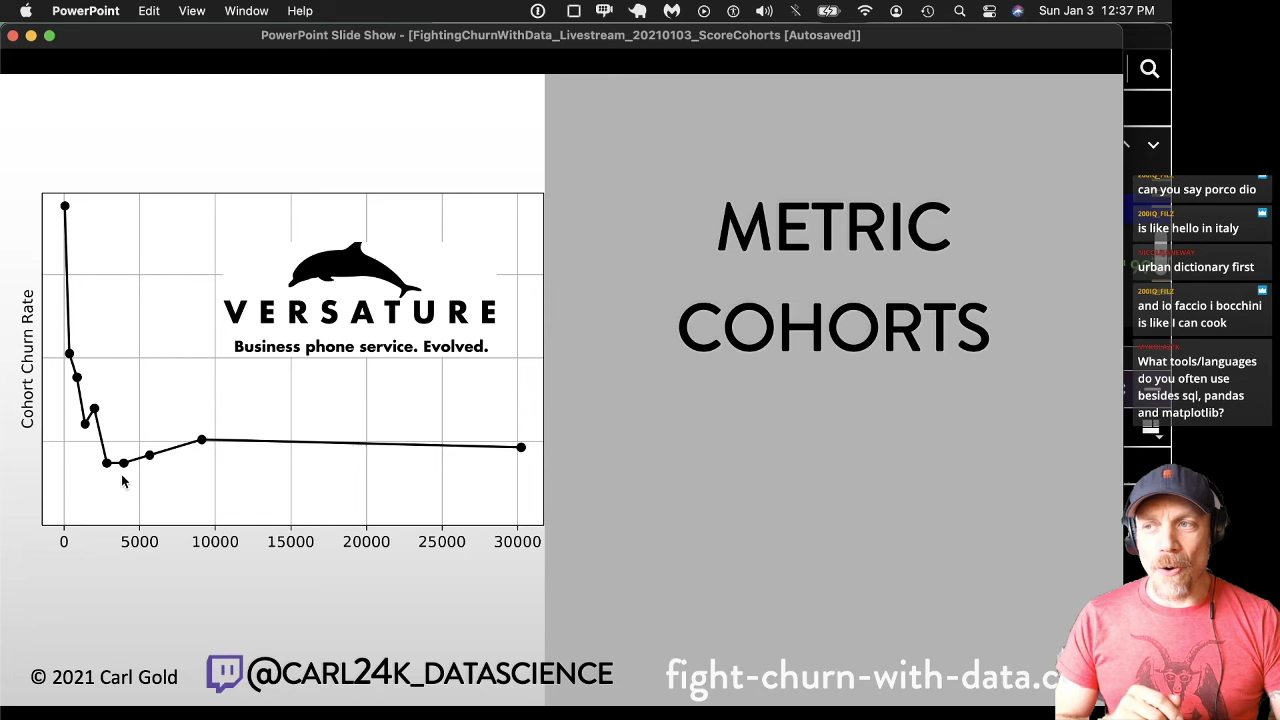 PowerPoint Edit View Window Help
Sun Jan 3 12:37 PM
PowerPoint Slide Show - [FightingChurnWithData_Livestream_20210103_ScoreCohorts [Autosaved]]
METRIC
COHORTS
VERSATURE
Business phone service. Evolved.
Cohort Churn Rate
0 5000 10000 15000 20000 25000 30000
© 2021 Carl Gold
@CARL24K_DATASCIENCE
fight-churn-with-data.c
200IQ_FILZ
can you say porco dio
200IQ_FILZ
is like hello in italy
urban dictionary first
200IQ_FILZ
and io faccio i bocchini
is like I can cook
What tools/languages
do you often use
besides sql, pandas
and matplotlib?